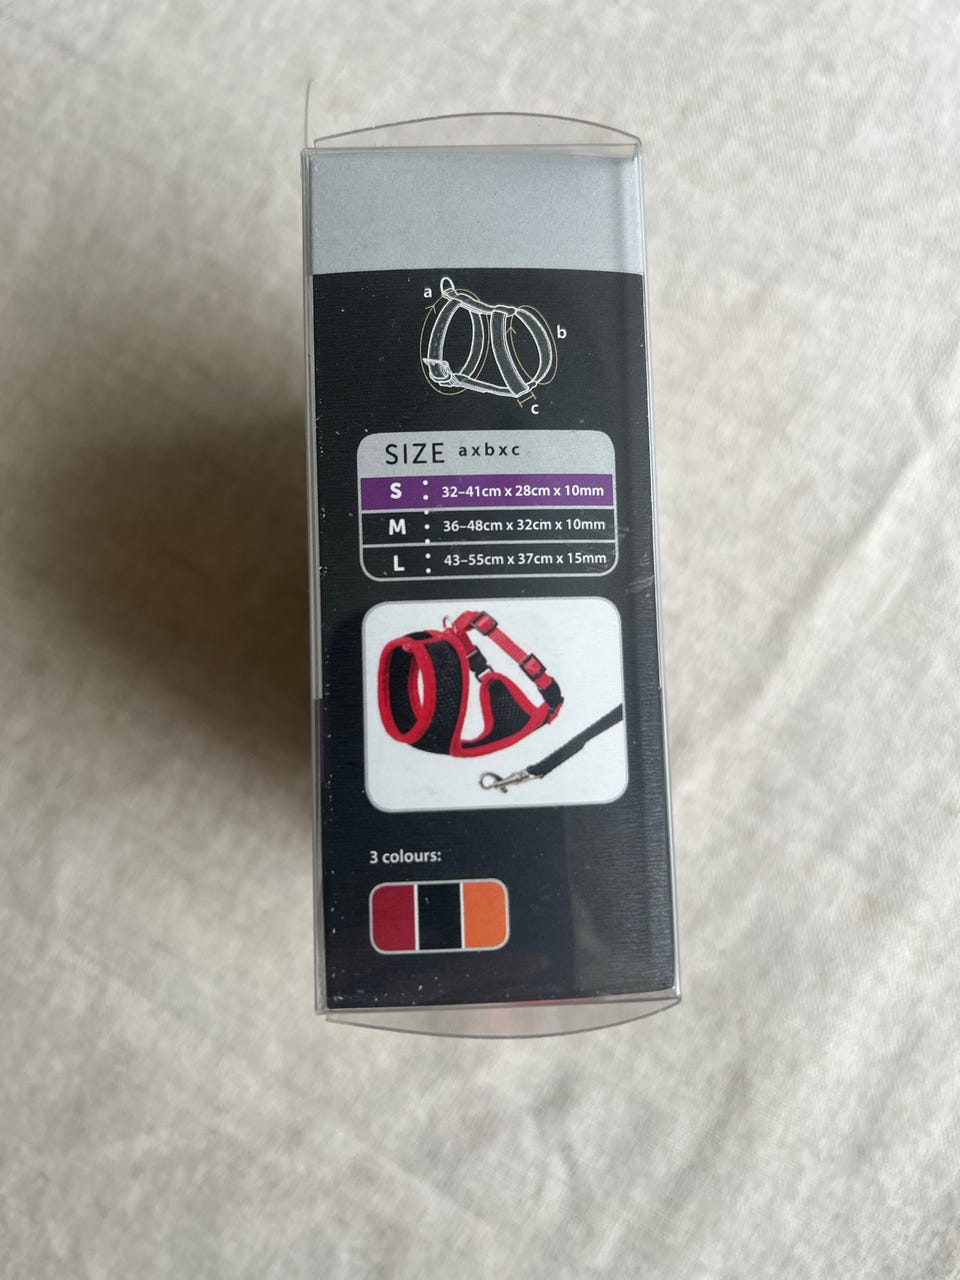 a
b
c
SIZE axbxc
S : 32–41cm x 28cm x 10mm
M : 36–48cm x 32cm x 10mm
L : 43–55cm x 37cm x 15mm
3 colours: